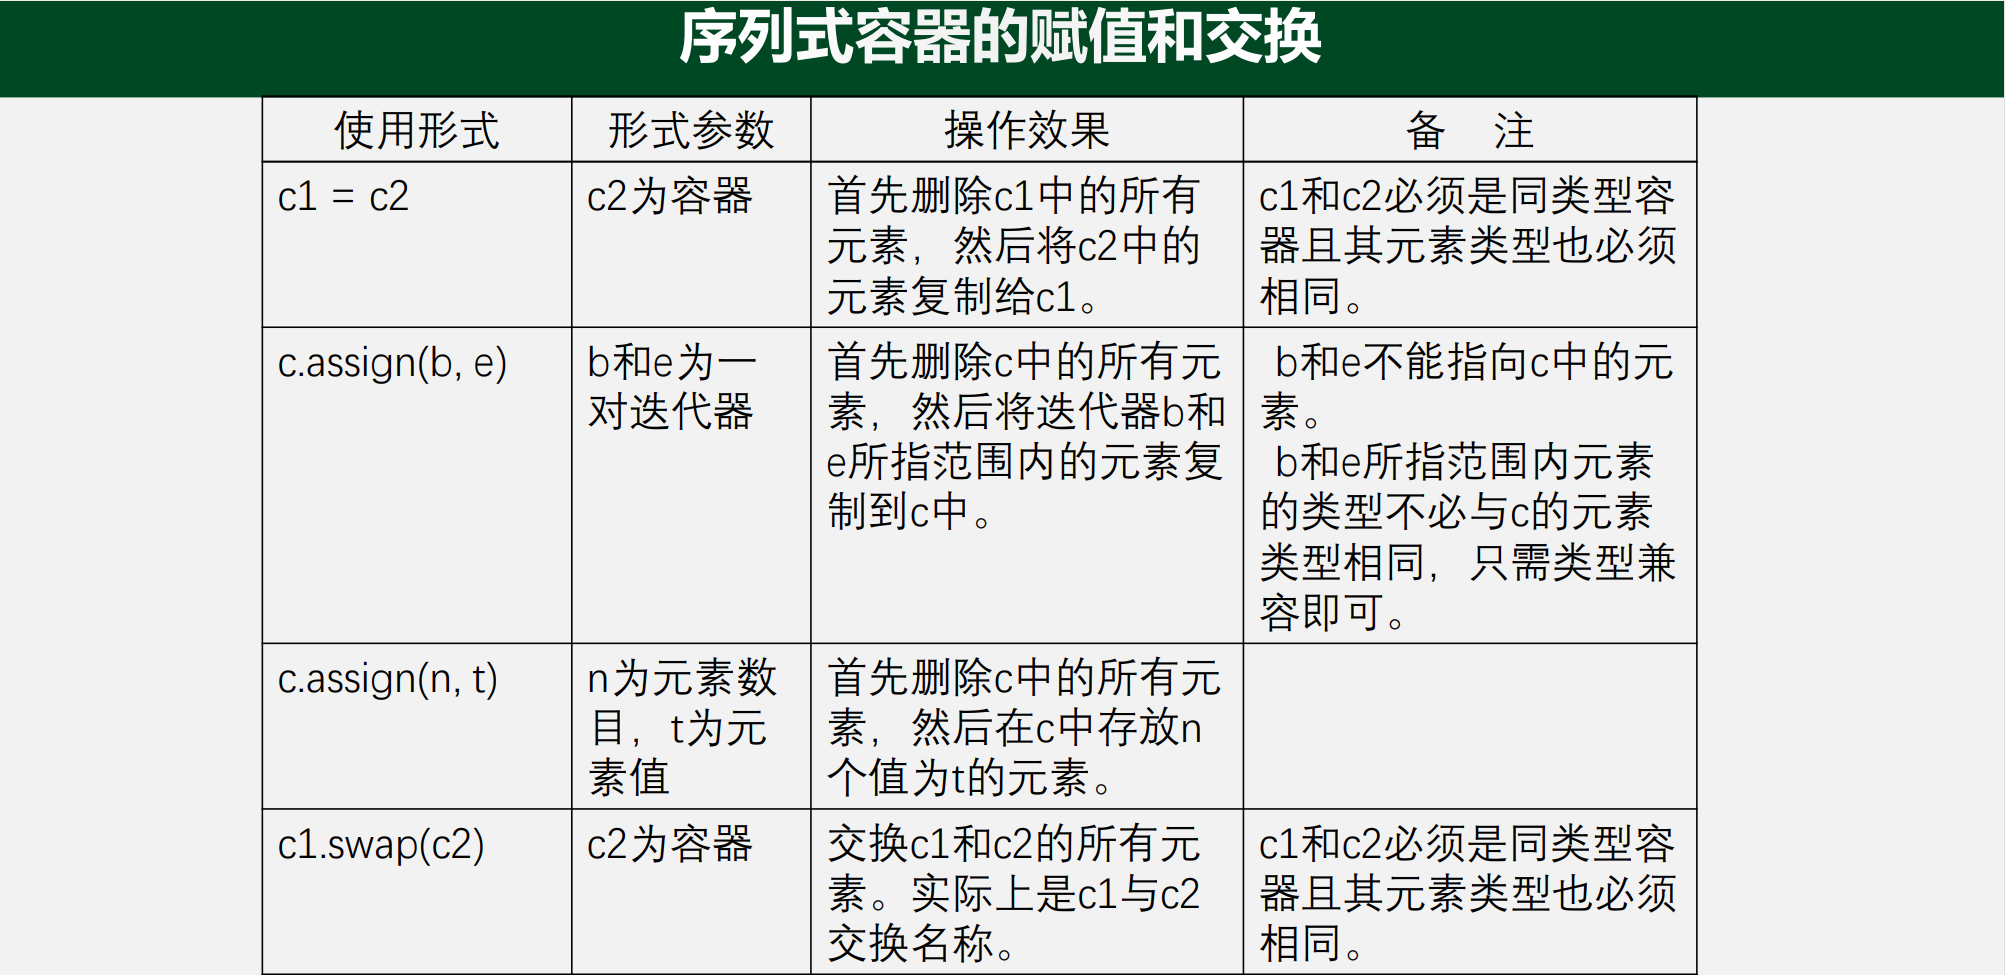 序列式容器的赋值和交换
使用形式
形式参数
操作效果
备 注
c1 = c2
c2为容器
首先删除c1中的所有
元素，然后将c2中的
元素复制给c1。
c1和c2必须是同类型容
器且其元素类型也必须
相同。
c.assign(b, e)
b和e为一
对迭代器
首先删除c中的所有元
素，然后将迭代器b和
e所指范围内的元素复
制到c中。
b和e不能指向c中的元
素。
b和e所指范围内元素
的类型不必与c的元素
类型相同，只需类型兼
容即可。
c.assign(n, t)
n为元素数
目，t为元
素值
首先删除c中的所有元
素，然后在c中存放n
个值为t的元素。
c1.swap(c2)
c2为容器
交换c1和c2的所有元
素。实际上是c1与c2
交换名称。
c1和c2必须是同类型容
器且其元素类型也必须
相同。